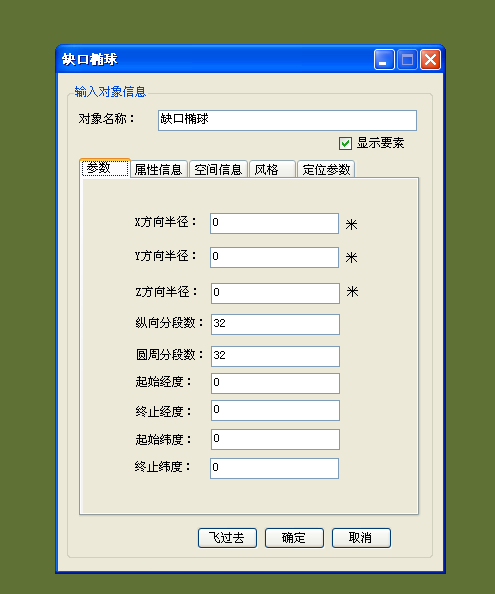 缺口椭球
输入对象信息
对象名称： 缺口椭球
显示要素
参数 属性信息 空间信息 风格 定位参数
X方向半径： 0 米
Y方向半径： 0 米
Z方向半径： 0 米
纵向分段数： 32
圆周分段数： 32
起始经度： 0
终止经度： 0
起始纬度： 0
终止纬度： 0
飞过去 确定 取消